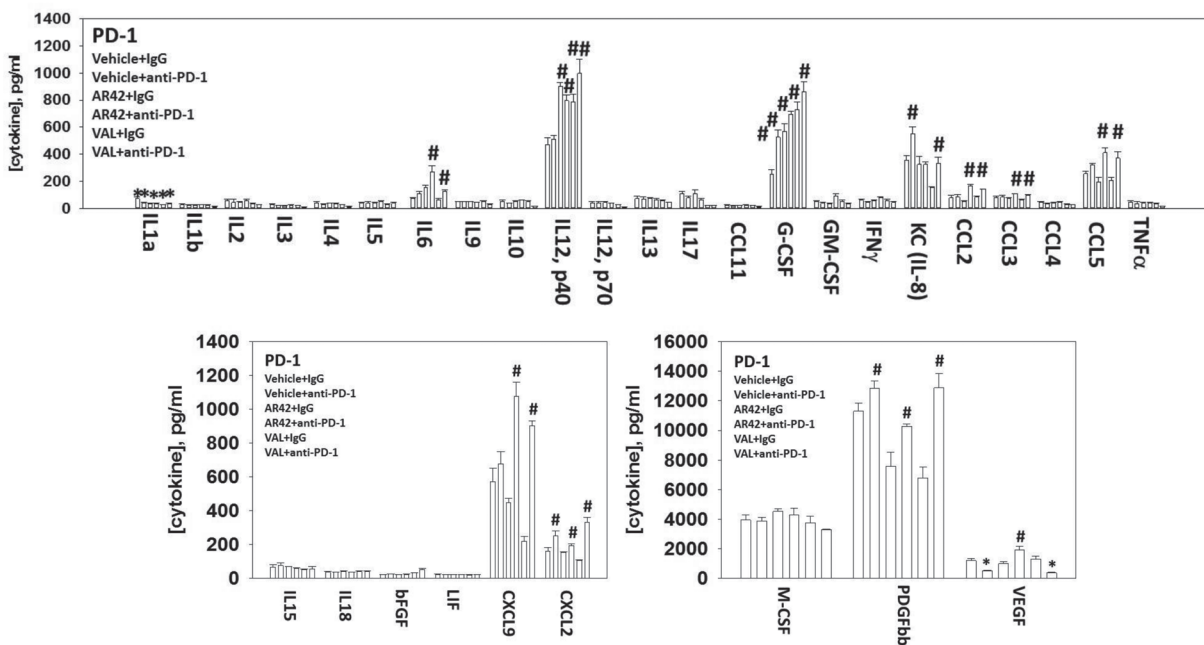 1400
1200
1000
800
600
400
200
0
[cytokine], pg/ml
PD-1
Vehicle+IgG
Vehicle+anti-PD-1
AR42+IgG
AR42+anti-PD-1
VAL+IgG
VAL+anti-PD-1
*****
# #
# # ##
# # # # # #
# #
##
##
# #
IL1a
IL1b
IL2
IL3
IL4
IL5
IL6
IL9
IL10
IL12, p40
IL12, p70
IL13
IL17
CCL11
G-CSF
GM-CSF
IFNγ
KC (IL-8)
CCL2
CCL3
CCL4
CCL5
TNFα
1400
1200
1000
800
600
400
200
0
[cytokine], pg/ml
PD-1
Vehicle+IgG
Vehicle+anti-PD-1
AR42+IgG
AR42+anti-PD-1
VAL+IgG
VAL+anti-PD-1
# #
# # #
IL15
IL18
bFGF
LIF
CXCL9
CXCL2
16000
14000
12000
10000
8000
6000
4000
2000
0
[cytokine], pg/ml
PD-1
Vehicle+IgG
Vehicle+anti-PD-1
AR42+IgG
AR42+anti-PD-1
VAL+IgG
VAL+anti-PD-1
# # #
* # *
M-CSF
PDGFbb
VEGF